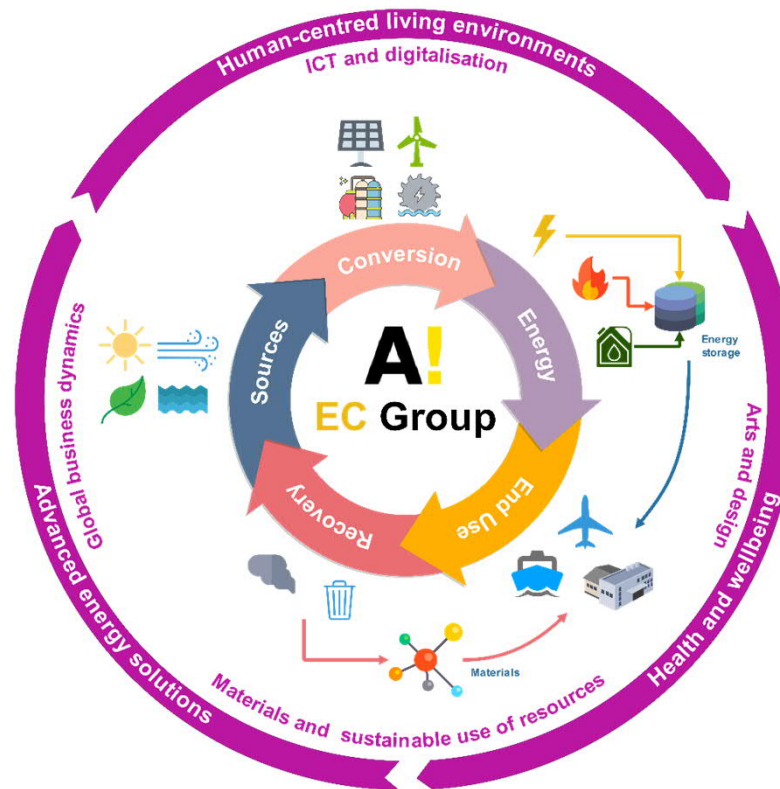 Human-centred living environments
ICT and digitalisation
Conversion
Energy
Sources
A!
EC Group
End Use
Recovery
Energy
storage
Materials
Global business dynamics
Advanced energy solutions
Arts and design
Health and wellbeing
Materials and sustainable use of resources